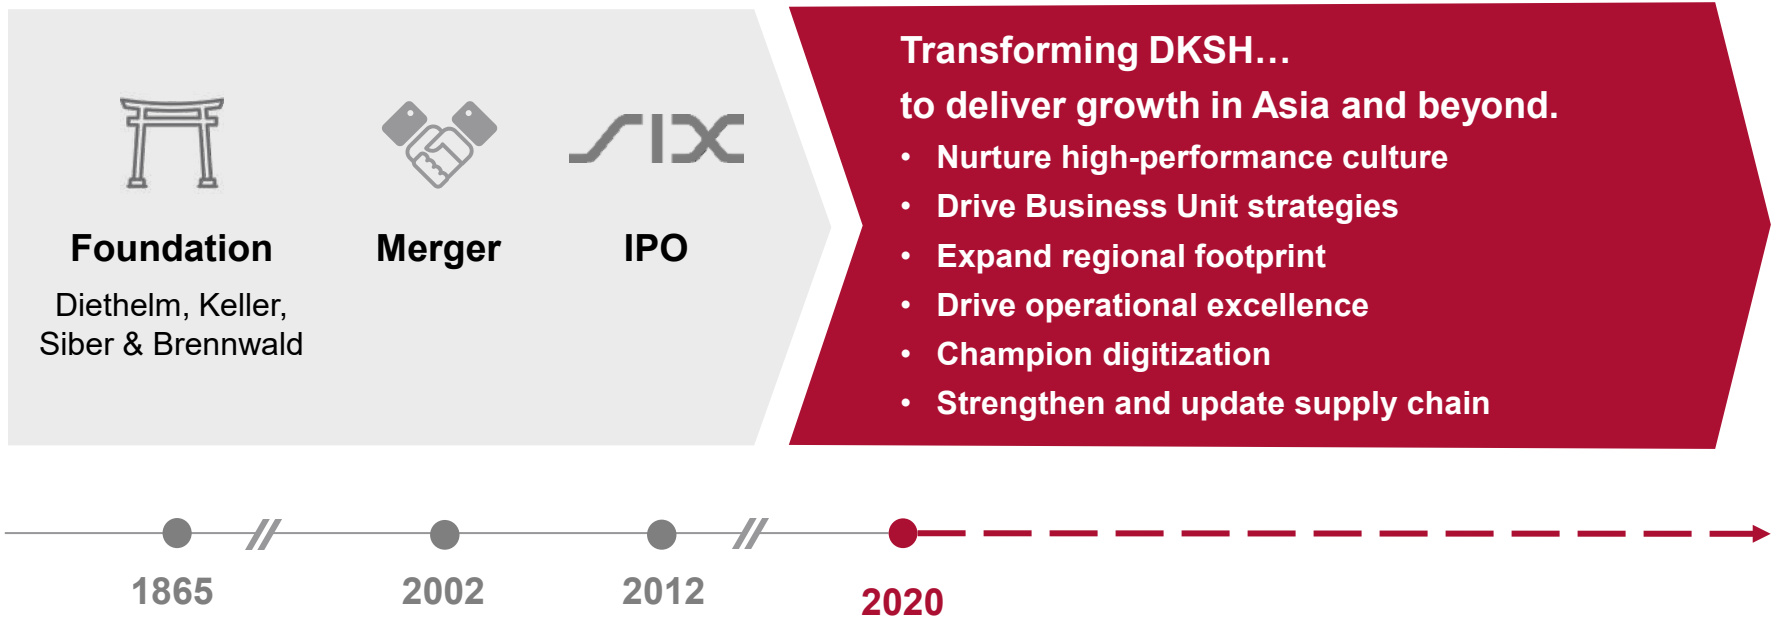 SIX
Foundation
Diethelm, Keller,
Siber & Brennwald
Merger
IPO
Transforming DKSH…
to deliver growth in Asia and beyond.
• Nurture high-performance culture
• Drive Business Unit strategies
• Expand regional footprint
• Drive operational excellence
• Champion digitization
• Strengthen and update supply chain
1865
2002
2012
2020